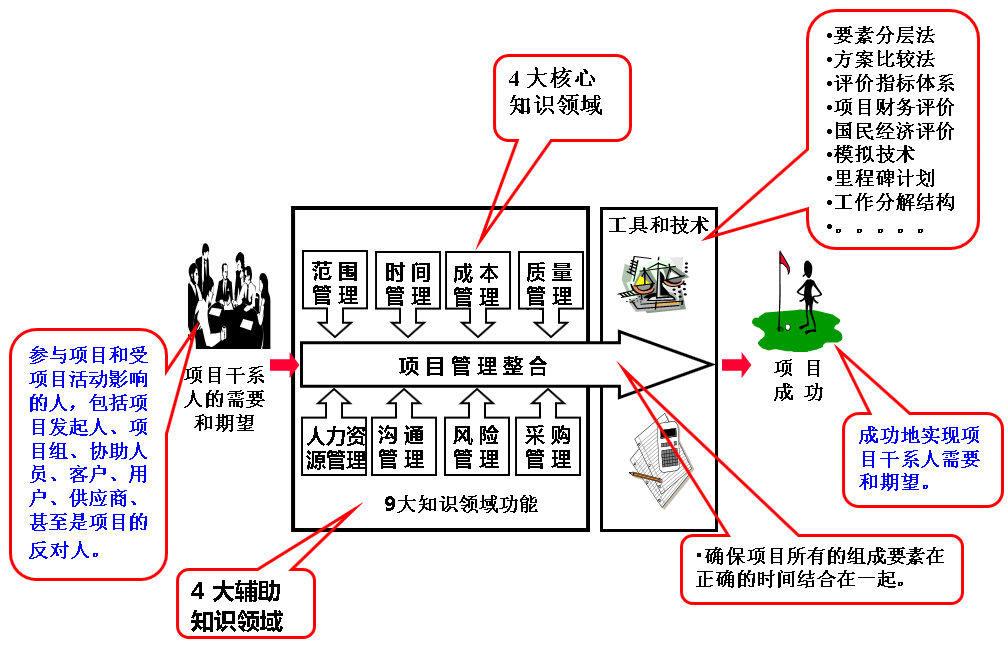 •要素分层法
•方案比较法
•评价指标体系
•项目财务评价
•国民经济评价
•模拟技术
•里程碑计划
•工作分解结构
•。。。。。
4 大核心
知识领域
工具和技术
范 围
管 理
时 间
管 理
成 本
管 理
质 量
管 理
项目管理整合
人力资
源管理
沟 通
管 理
风 险
管 理
采 购
管 理
9大知识领域功能
项目干系
人的需要
和期望
项 目
成 功
参与项目和受
项目活动影响
的人，包括项
目发起人、项
目组、协助人
员、客户、用
户、供应商、
甚至是项目的
反对人。
成功地实现项
目干系人需要
和期望。
•确保项目所有的组成要素在
正确的时间结合在一起。
4 大辅助
知识领域